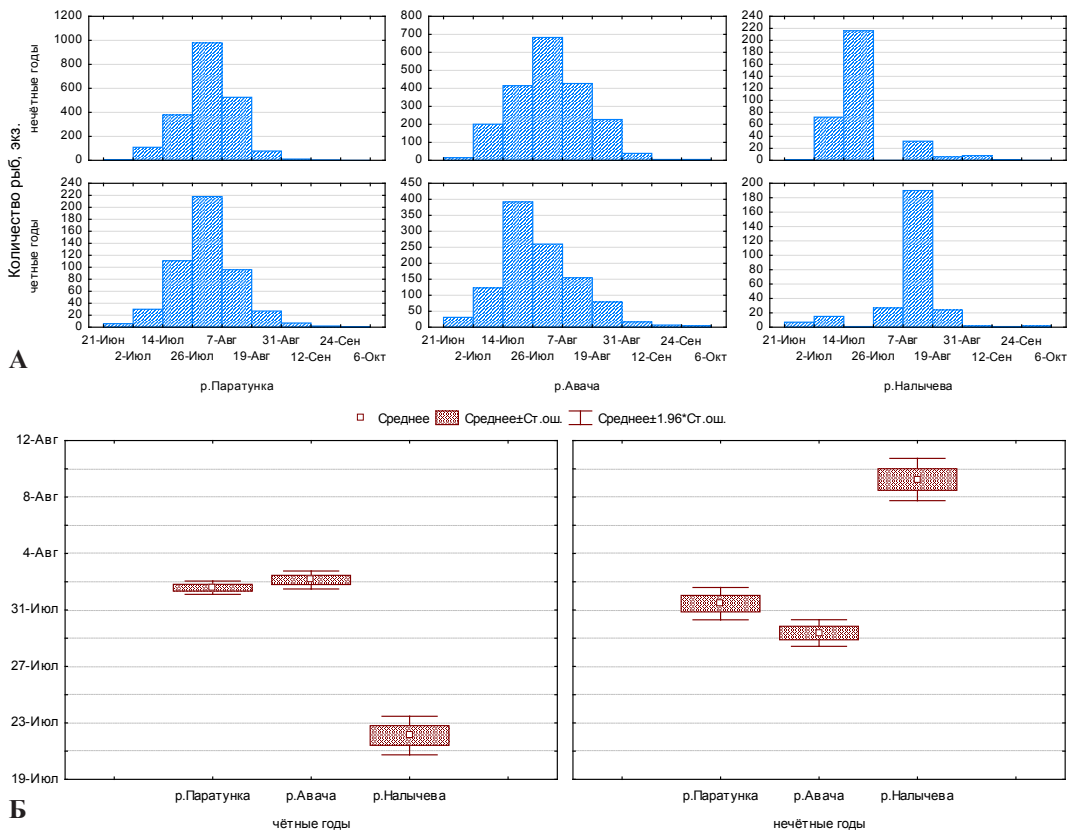 Количество рыб, экз.
нечётные годы
1200
1000
800
600
400
200
0
800
700
600
500
400
300
200
100
0
240
220
200
180
160
140
120
100
80
60
40
20
0
четные годы
240
220
200
180
160
140
120
100
80
60
40
20
0
450
400
350
300
250
200
150
100
50
0
200
180
160
140
120
100
80
60
40
20
0
21-Июн 14-Июл 7-Авг 31-Авг 24-Сен
2-Июл 26-Июл 19-Авг 12-Сен 6-Окт
21-Июн 14-Июл 7-Авг 31-Авг 24-Сен
2-Июл 26-Июл 19-Авг 12-Сен 6-Окт
21-Июн 14-Июл 7-Авг 31-Авг 24-Сен
2-Июл 26-Июл 19-Авг 12-Сен 6-Окт
А
р.Паратунка р.Авача р.Налычева
Среднее Среднее±Ст.ош. Среднее±1.96*Ст.ош.
12-Авг
8-Авг
4-Авг
31-Июл
27-Июл
23-Июл
19-Июл
р.Паратунка р.Авача р.Налычева
р.Паратунка р.Авача р.Налычева
Б
чётные годы нечётные годы